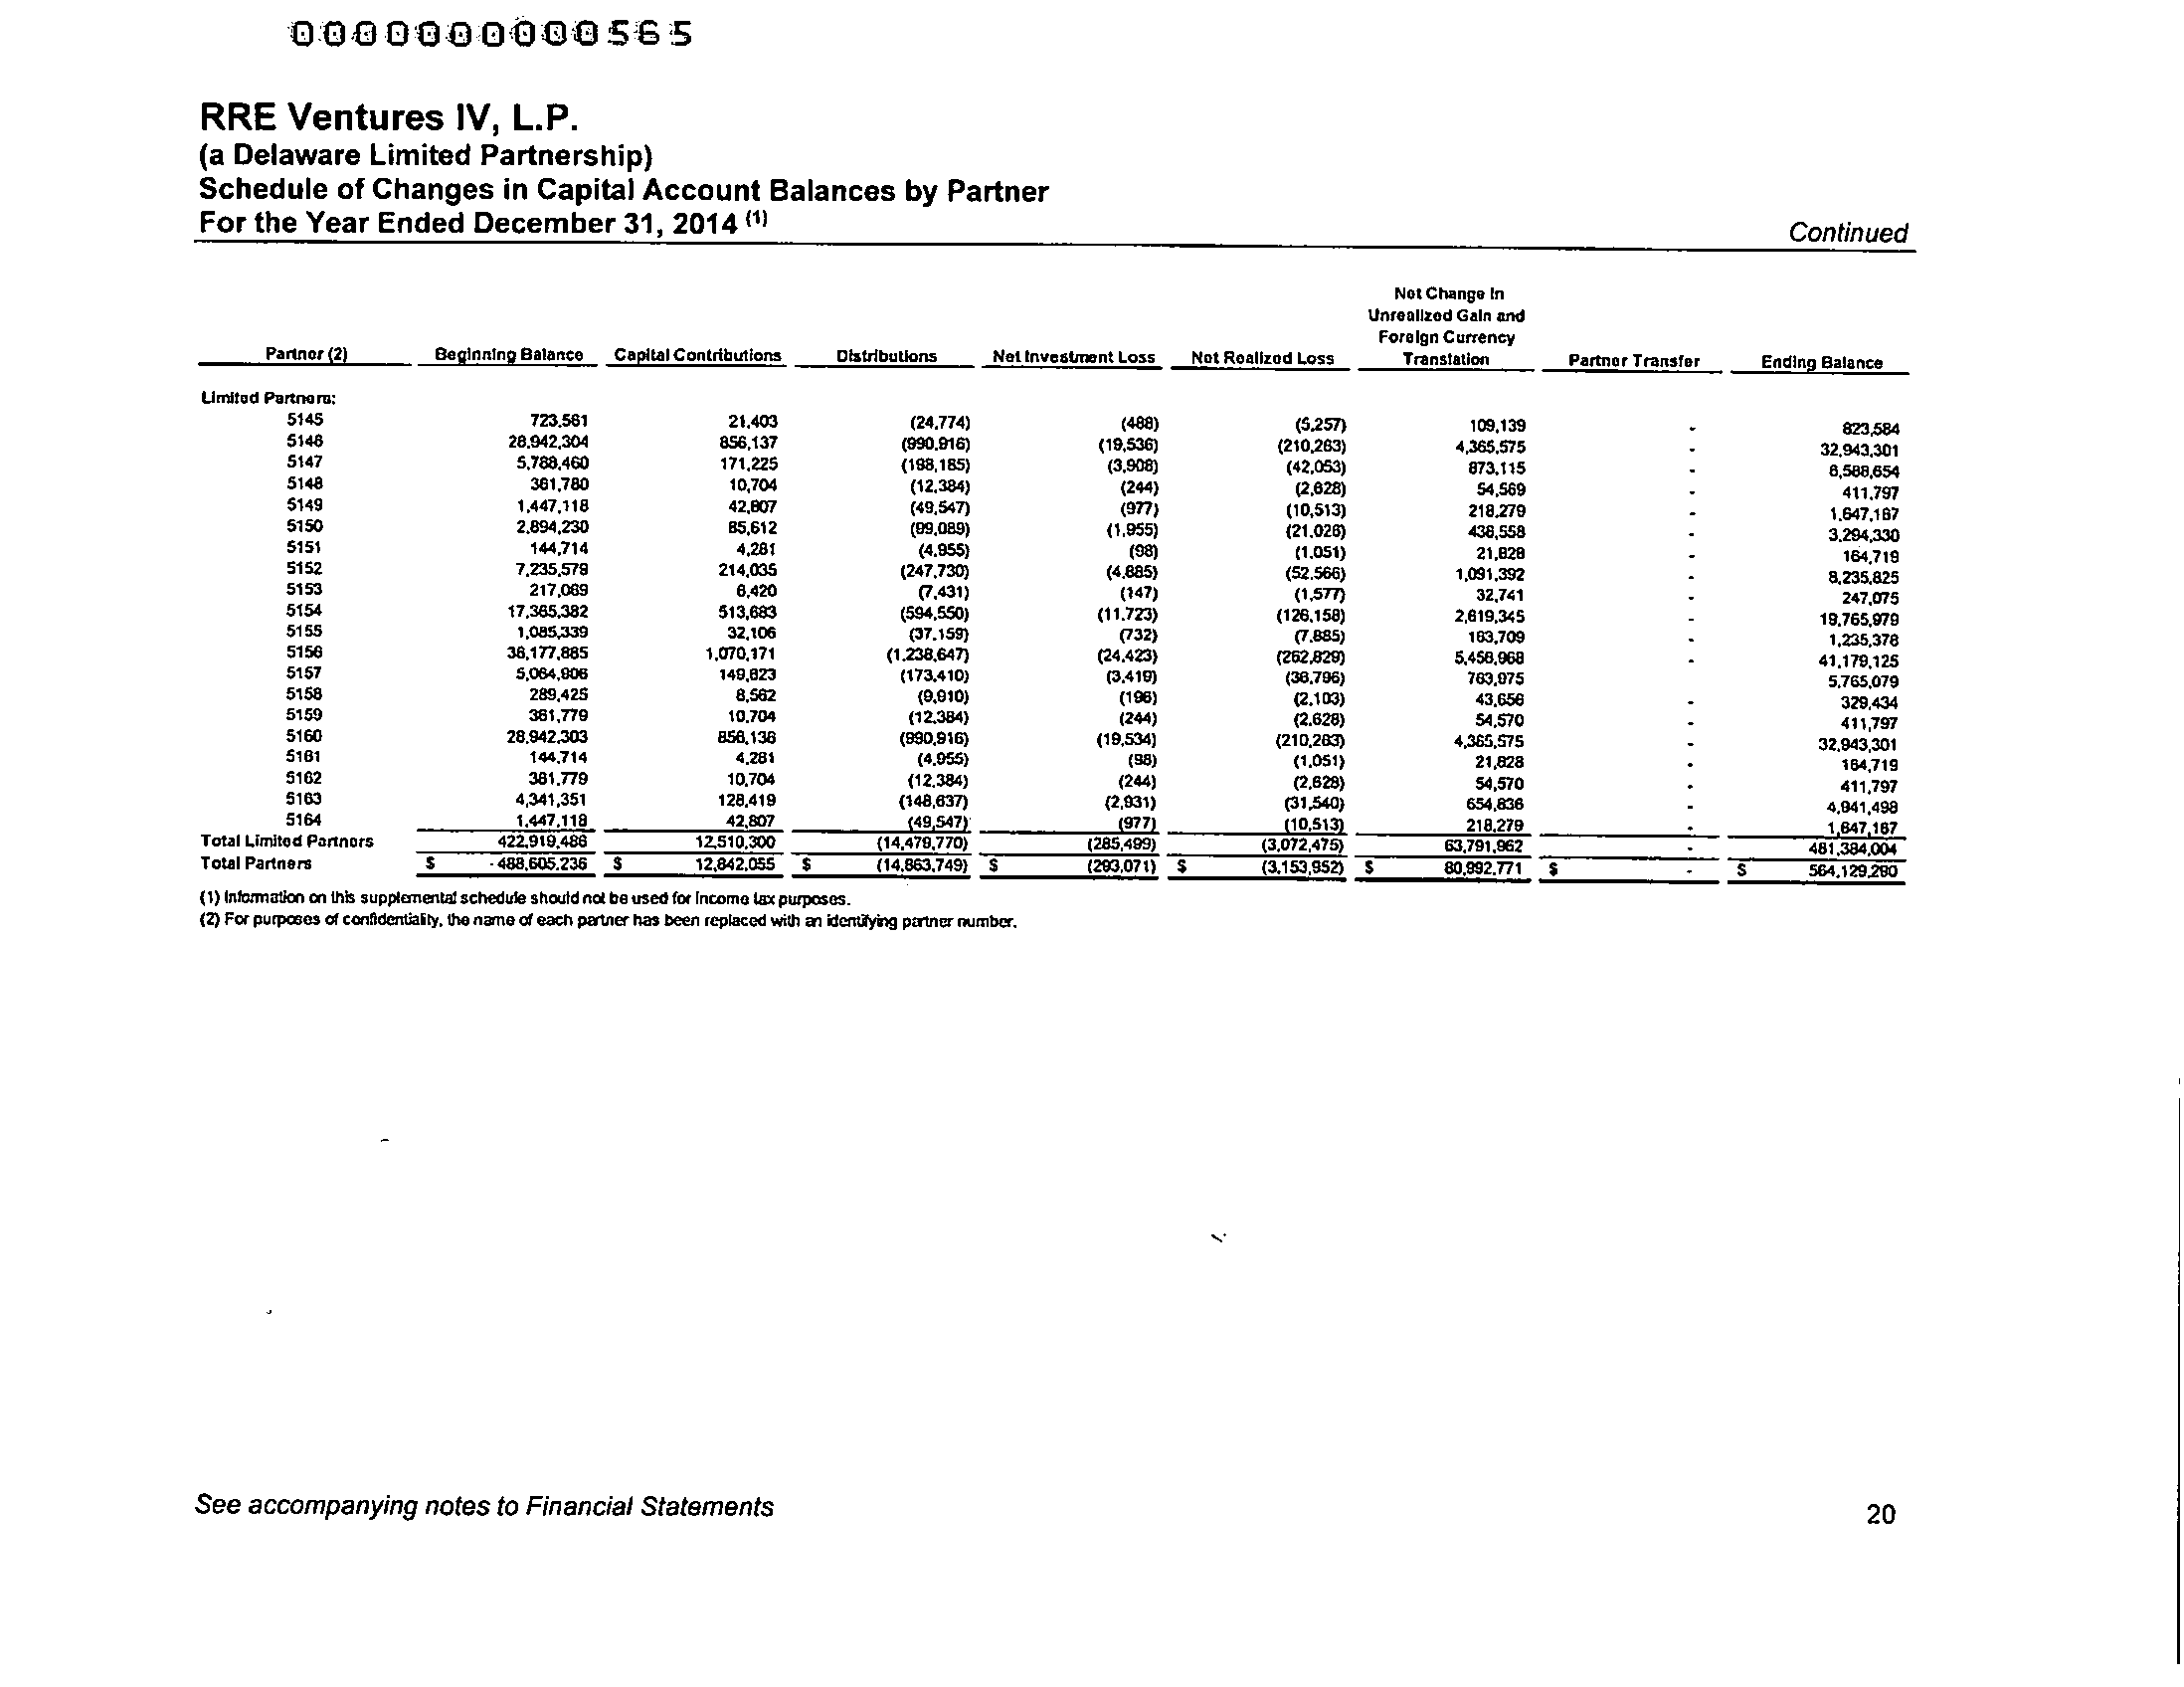 0000000000565
RRE Ventures IV, L.P.
(a Delaware Limited Partnership)
Schedule of Changes in Capital Account Balances by Partner
For the Year Ended December 31, 2014 (1)
Continued
Partner (2) Beginning Balance Capital Contributions Distributions Net Investment Loss Net Realized Loss Net Change In Unrealized Gain and Foreign Currency Translation Partner Transfer Ending Balance
Limited Partners:
5145 723,561 21,403 (24,774) (488) (5,257) 109,139 - 823,584
5146 28,942,304 856,137 (990,916) (19,536) (210,263) 4,365,575 - 32,943,301
5147 5,788,460 171,225 (198,185) (3,908) (42,053) 873,115 - 6,588,654
5148 361,780 10,704 (12,384) (244) (2,628) 54,569 - 411,797
5149 1,447,118 42,807 (49,547) (977) (10,513) 218,279 - 1,647,167
5150 2,894,230 85,612 (99,089) (1,955) (21,026) 436,558 - 3,294,330
5151 144,714 4,281 (4,955) (98) (1,051) 21,828 - 164,719
5152 7,235,579 214,035 (247,730) (4,885) (52,566) 1,091,392 - 8,235,825
5153 217,069 6,420 (7,431) (147) (1,577) 32,741 - 247,075
5154 17,365,382 513,683 (594,550) (11,723) (126,158) 2,619,345 - 19,765,979
5155 1,085,339 32,106 (37,159) (732) (7,885) 163,709 - 1,235,378
5156 36,177,885 1,070,171 (1,238,647) (24,423) (262,829) 5,456,968 - 41,179,125
5157 5,064,906 149,823 (173,410) (3,419) (36,796) 763,975 5,765,079
5158 289,425 8,562 (9,910) (196) (2,103) 43,656 - 329,434
5159 361,779 10,704 (12,384) (244) (2,628) 54,570 - 411,797
5160 28,942,303 856,136 (990,916) (19,534) (210,263) 4,365,575 - 32,943,301
5161 144,714 4,281 (4,955) (98) (1,051) 21,828 - 164,719
5162 361,779 10,704 (12,384) (244) (2,628) 54,570 - 411,797
5163 4,341,351 128,419 (148,637) (2,931) (31,540) 654,836 - 4,941,498
5164 1,447,118 42,807 (49,547) (977) (10,513) 218,279 - 1,647,167
Total Limited Partners 422,919,486 12,510,300 (14,479,770) (285,499) (3,072,475) 63,791,962 - 481,384,004
Total Partners $ 488,605,236 $ 12,842,055 $ (14,863,749) $ (293,071) $ (3,153,952) $ 80,992,771 $ - $ 564,129,290
(1) Information on this supplemental schedule should not be used for income tax purposes.
(2) For purposes of confidentiality, the name of each partner has been replaced with an identifying partner number.
See accompanying notes to Financial Statements
20